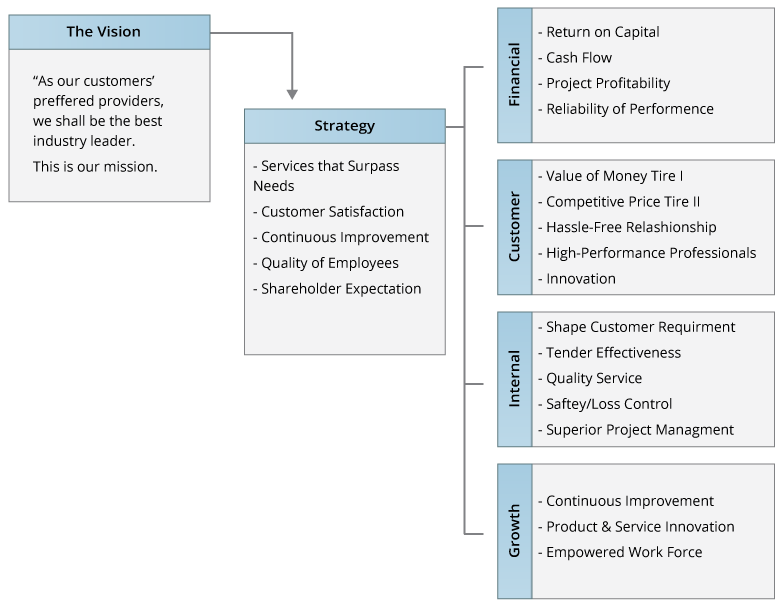 The Vision
“As our customers’
preffered providers,
we shall be the best
industry leader.
This is our mission.
Strategy
- Services that Surpass
Needs
- Customer Satisfaction
- Continuous Improvement
- Quality of Employees
- Shareholder Expectation
Financial
- Return on Capital
- Cash Flow
- Project Profitability
- Reliability of Performence
Customer
- Value of Money Tire I
- Competitive Price Tire II
- Hassle-Free Relashionship
- High-Performance Professionals
- Innovation
Internal
- Shape Customer Requirment
- Tender Effectiveness
- Quality Service
- Saftey/Loss Control
- Superior Project Managment
Growth
- Continuous Improvement
- Product & Service Innovation
- Empowered Work Force